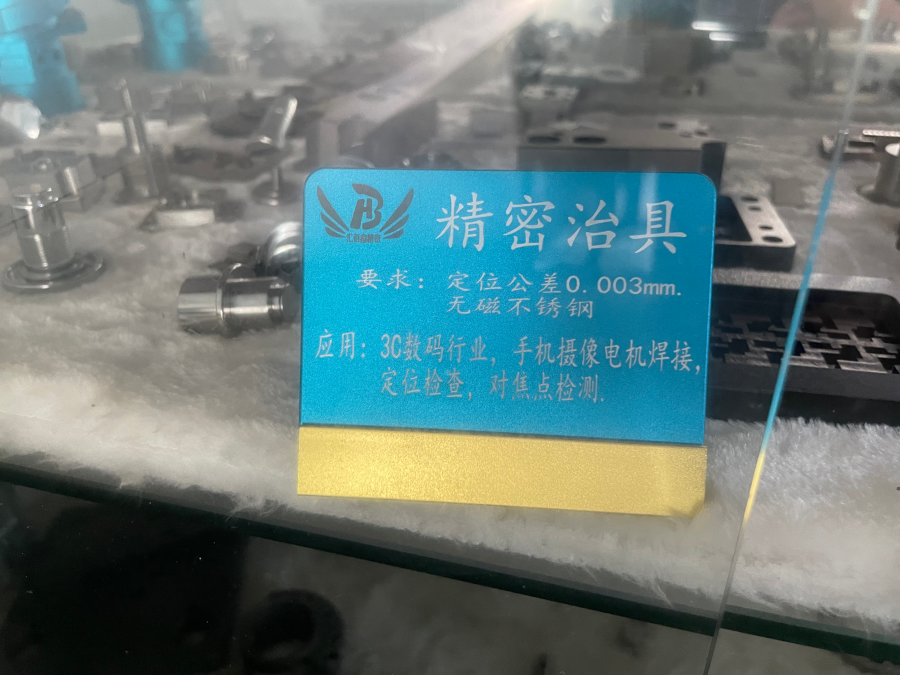 精密治具
要求：定位公差0.003mm.
无磁不锈钢
应用：3C数码行业，手机摄像电机焊接，
定位检查，对焦点检测.